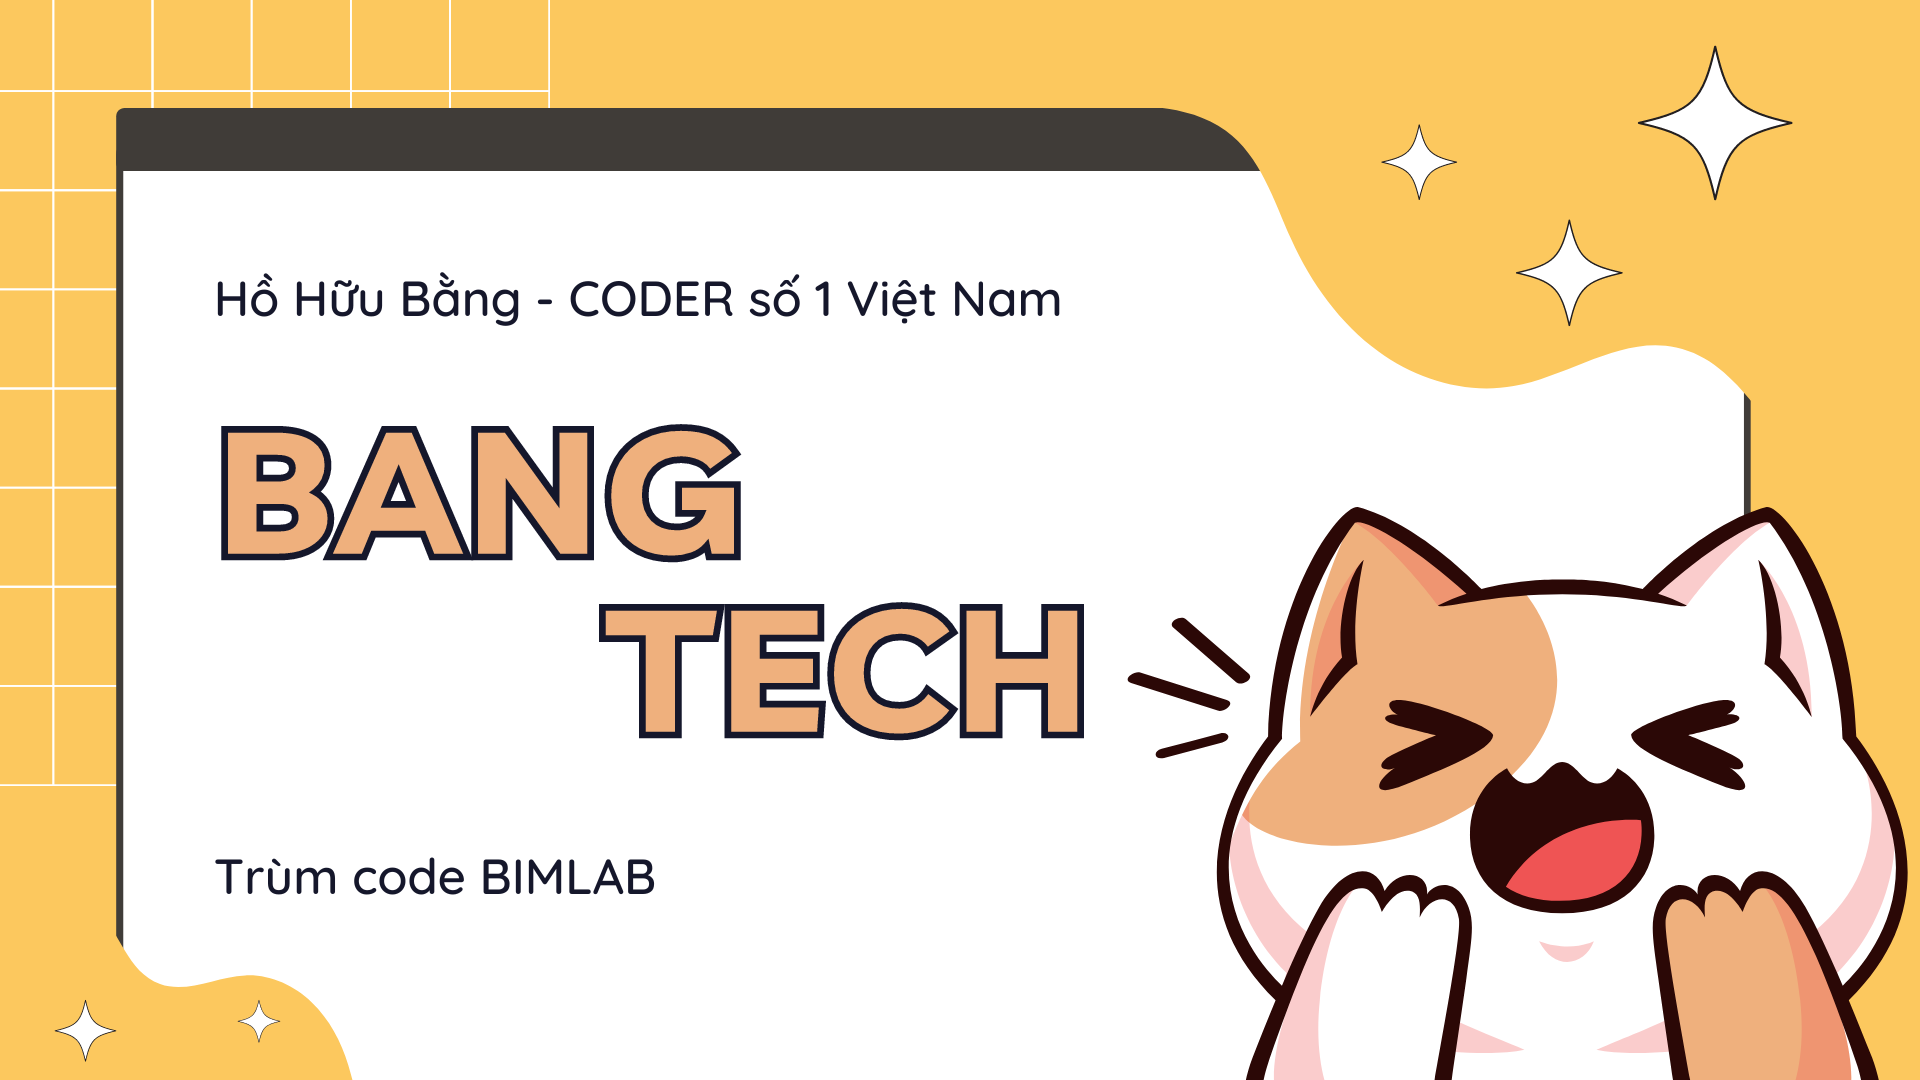 Hồ Hữu Bằng - CODER số 1 Việt Nam
BANG
TECH
Trùm code BIMLAB